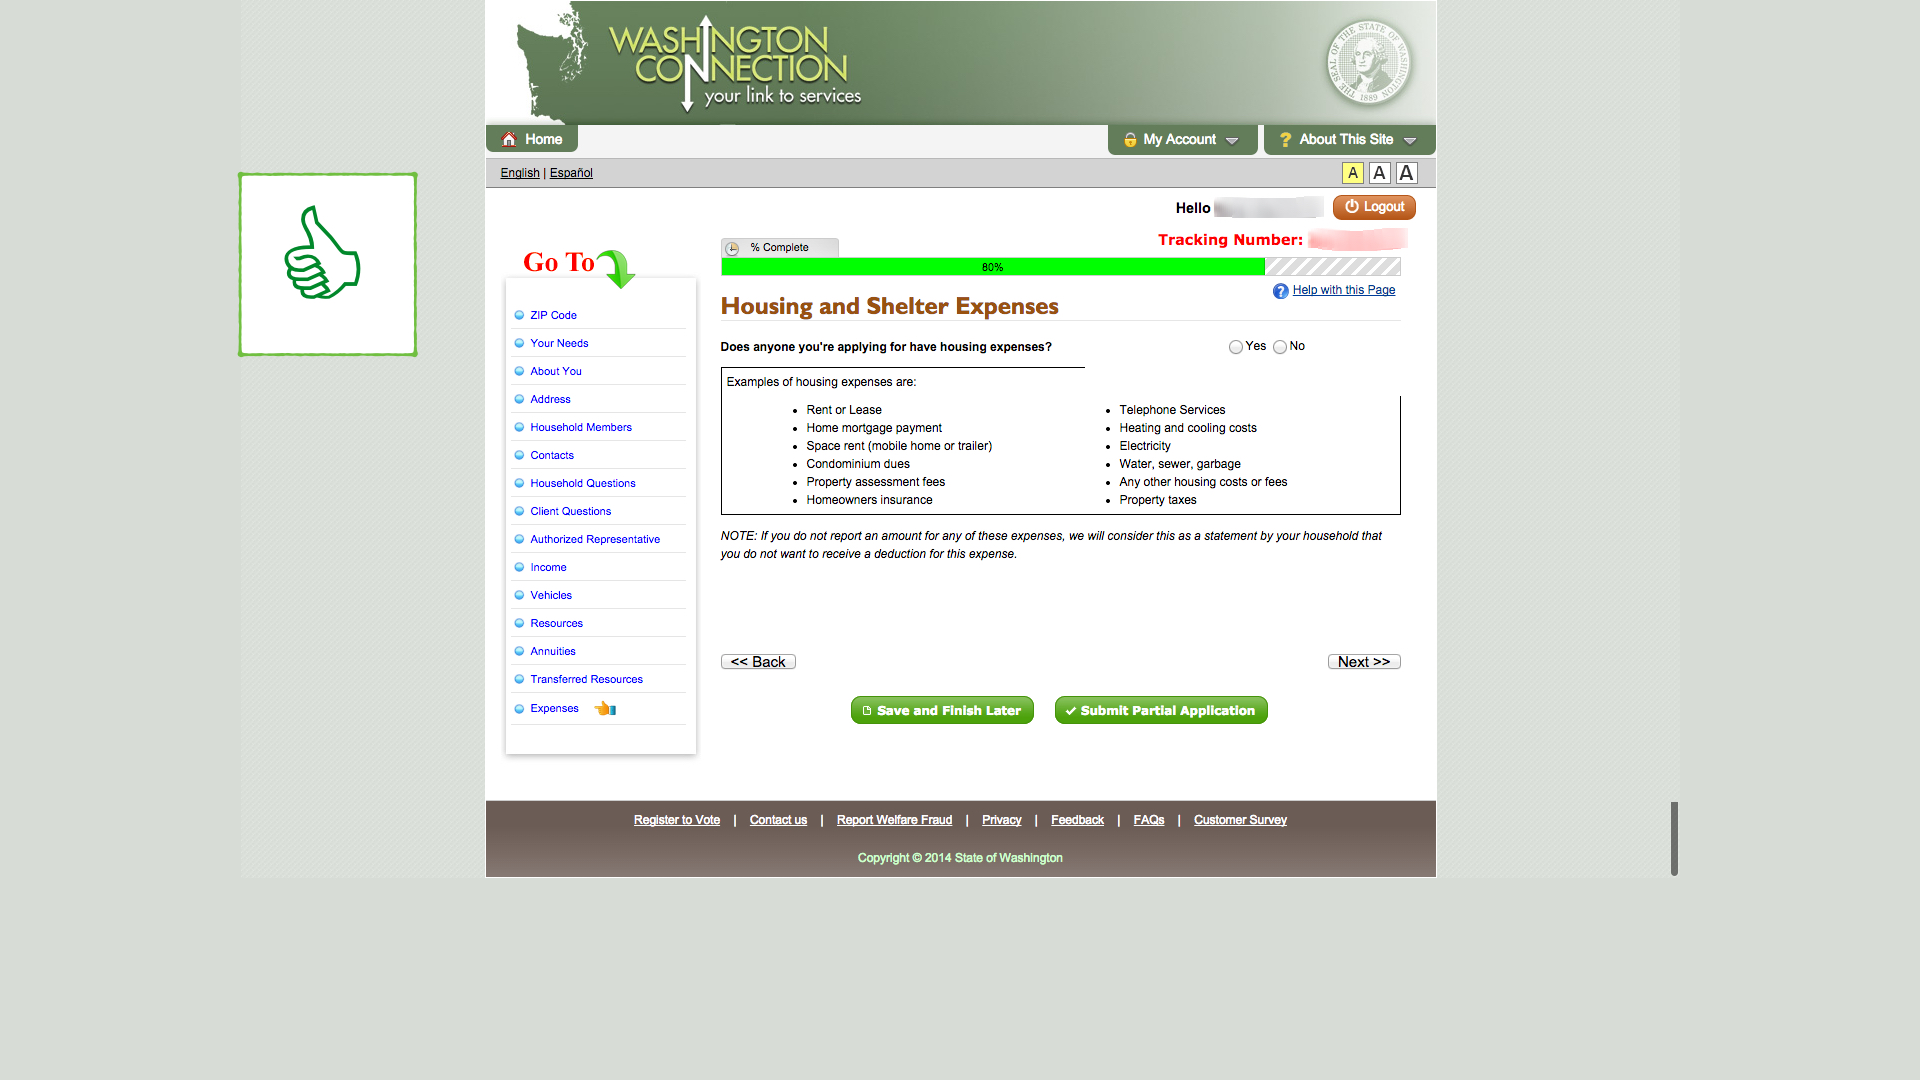 WASHINGTON
CONNECTION
your link to services
THE SEAL OF THE STATE OF WASHINGTON
1889
Home
My Account
About This Site
English | Español
A A A
Hello
Logout
Tracking Number:
% Complete
80%
Help with this Page
Go To
ZIP Code
Your Needs
About You
Address
Household Members
Contacts
Household Questions
Client Questions
Authorized Representative
Income
Vehicles
Resources
Annuities
Transferred Resources
Expenses
Housing and Shelter Expenses
Does anyone you're applying for have housing expenses?
Yes No
Examples of housing expenses are:
Rent or Lease
Home mortgage payment
Space rent (mobile home or trailer)
Condominium dues
Property assessment fees
Homeowners insurance
Telephone Services
Heating and cooling costs
Electricity
Water, sewer, garbage
Any other housing costs or fees
Property taxes
NOTE: If you do not report an amount for any of these expenses, we will consider this as a statement by your household that
you do not want to receive a deduction for this expense.
<< Back
Next >>
Save and Finish Later
Submit Partial Application
Register to Vote | Contact us | Report Welfare Fraud | Privacy | Feedback | FAQs | Customer Survey
Copyright © 2014 State of Washington